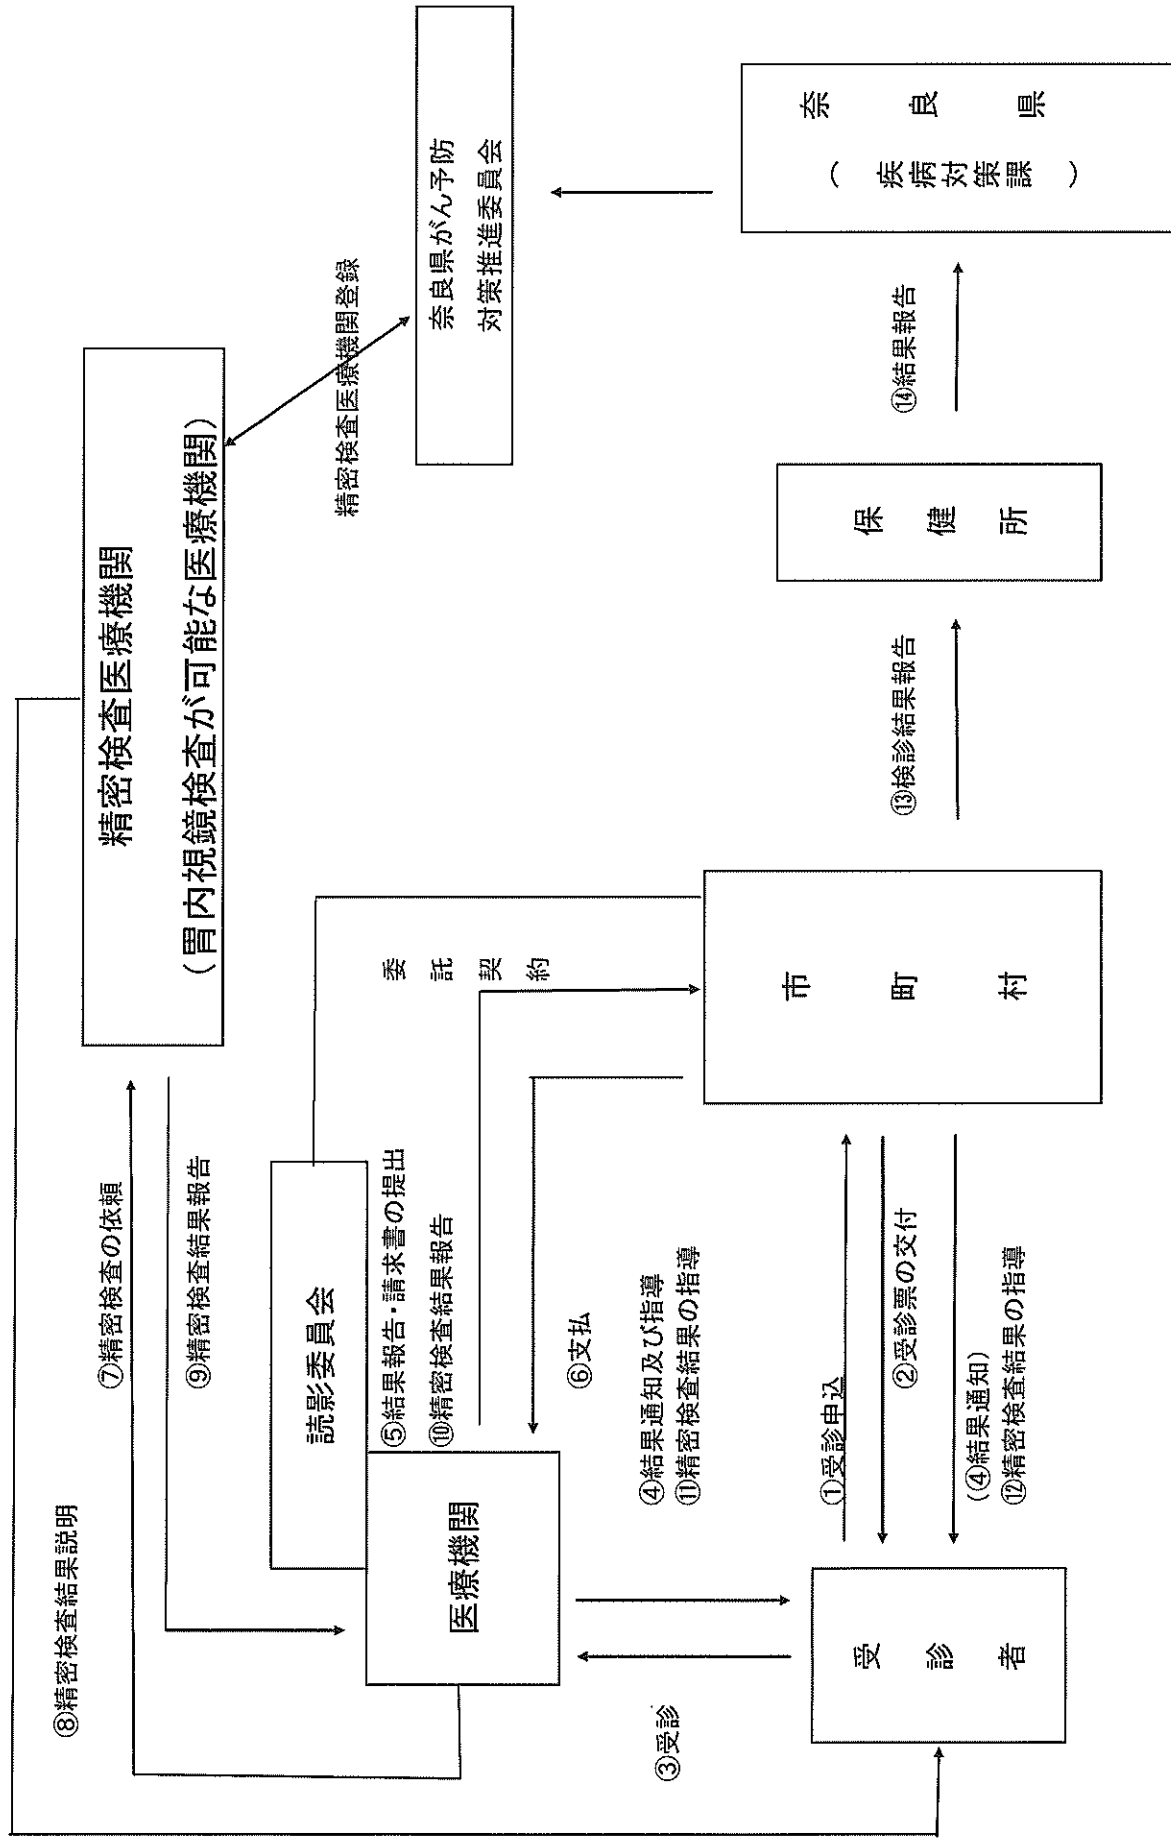 ⑧精密検査結果説明
⑦精密検査の依頼
⑨精密検査結果報告
精密検査医療機関
(胃内視鏡検査が可能な医療機関)
精密検査医療機関登録
奈良県がん予防
対策推進委員会
読影委員会
⑤結果報告・請求書の提出
⑩精密検査結果報告
委託契約
医療機関
⑥支払
③受診
④結果通知及び指導
⑪精密検査結果の指導
①受診申込
②受診票の交付
(④結果通知)
⑫精密検査結果の指導
受診者
市町村
⑬検診結果報告
保健所
⑭結果報告
奈良県
(疾病対策課)